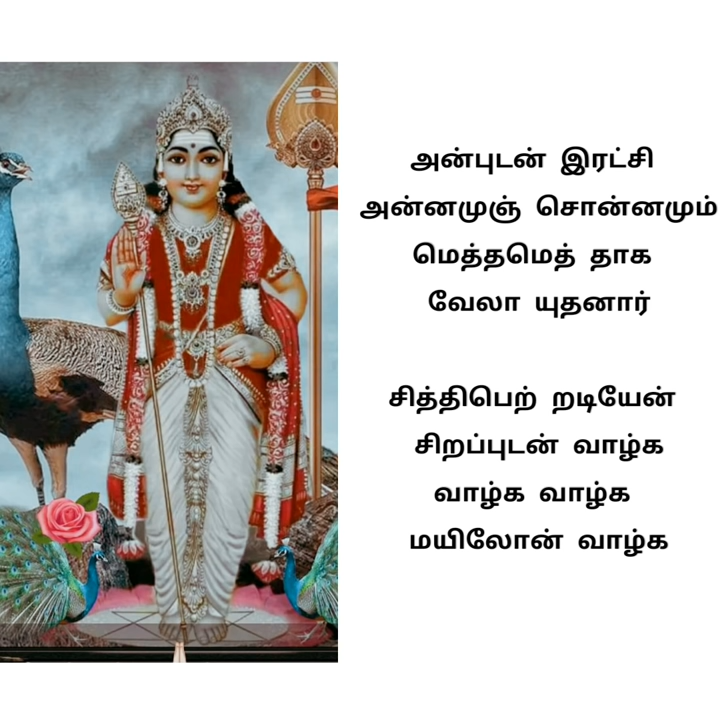 அன்புடன் இரட்சி
அன்னமுஞ் சொன்னமும்
மெத்தமெத் தாக
வேலா யுதனார்
சித்திபெற் றடியேன்
சிறப்புடன் வாழ்க
வாழ்க வாழ்க
மயிலோன் வாழ்க